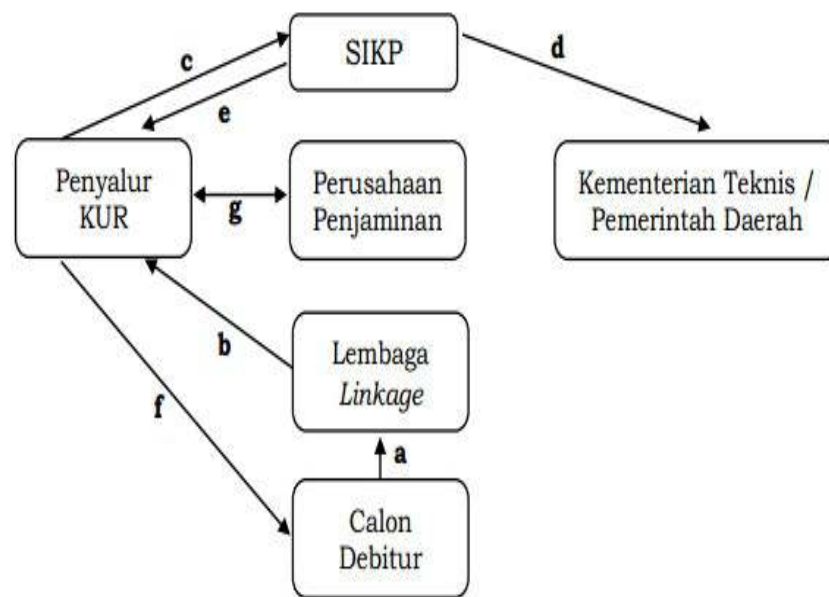 SIKP
c
d
e
Penyalur
KUR
g
Perusahaan
Penjaminan
Kementerian Teknis /
Pemerintah Daerah
b
Lembaga
Linkage
f
a
Calon
Debitur